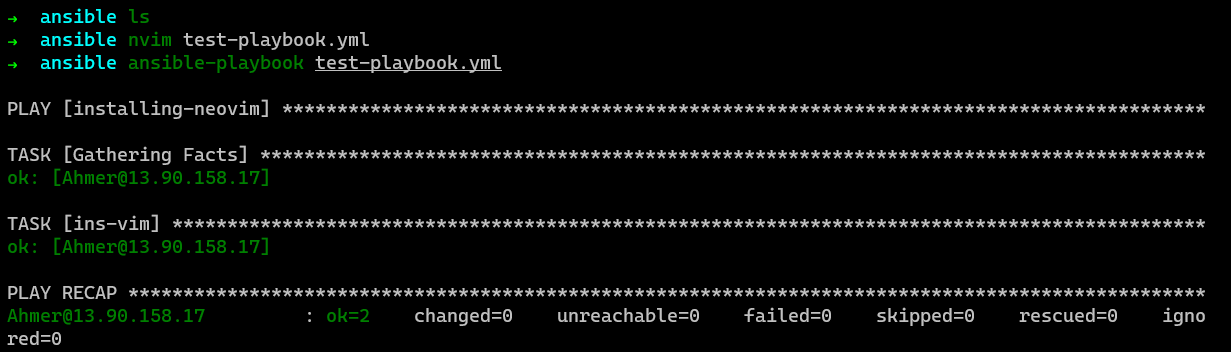 → ansible ls
→ ansible nvim test-playbook.yml
→ ansible ansible-playbook test-playbook.yml
PLAY [installing-neovim] ************************************************************************************
TASK [Gathering Facts] **************************************************************************************
ok: [Ahmer@13.90.158.17]
TASK [ins-vim] **********************************************************************************************
ok: [Ahmer@13.90.158.17]
PLAY RECAP **************************************************************************************************
Ahmer@13.90.158.17         : ok=2    changed=0    unreachable=0    failed=0    skipped=0    rescued=0    igno
red=0